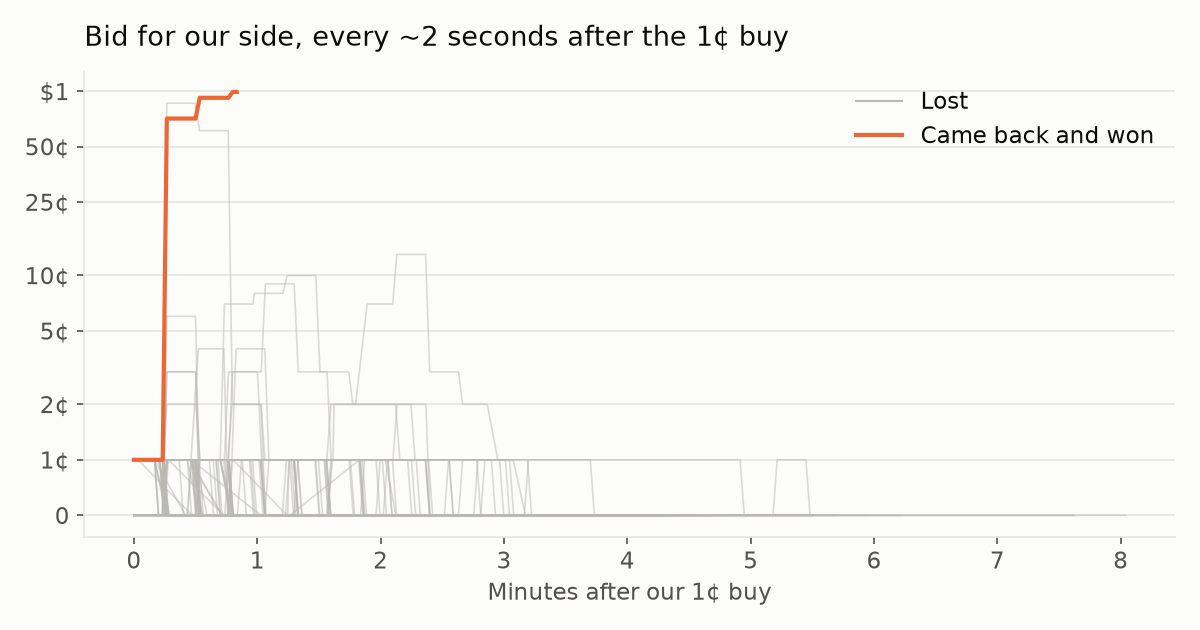 Bid for our side, every ~2 seconds after the 1¢ buy
$1
50¢
25¢
10¢
5¢
2¢
1¢
0
Lost
Came back and won
0 1 2 3 4 5 6 7 8
Minutes after our 1¢ buy